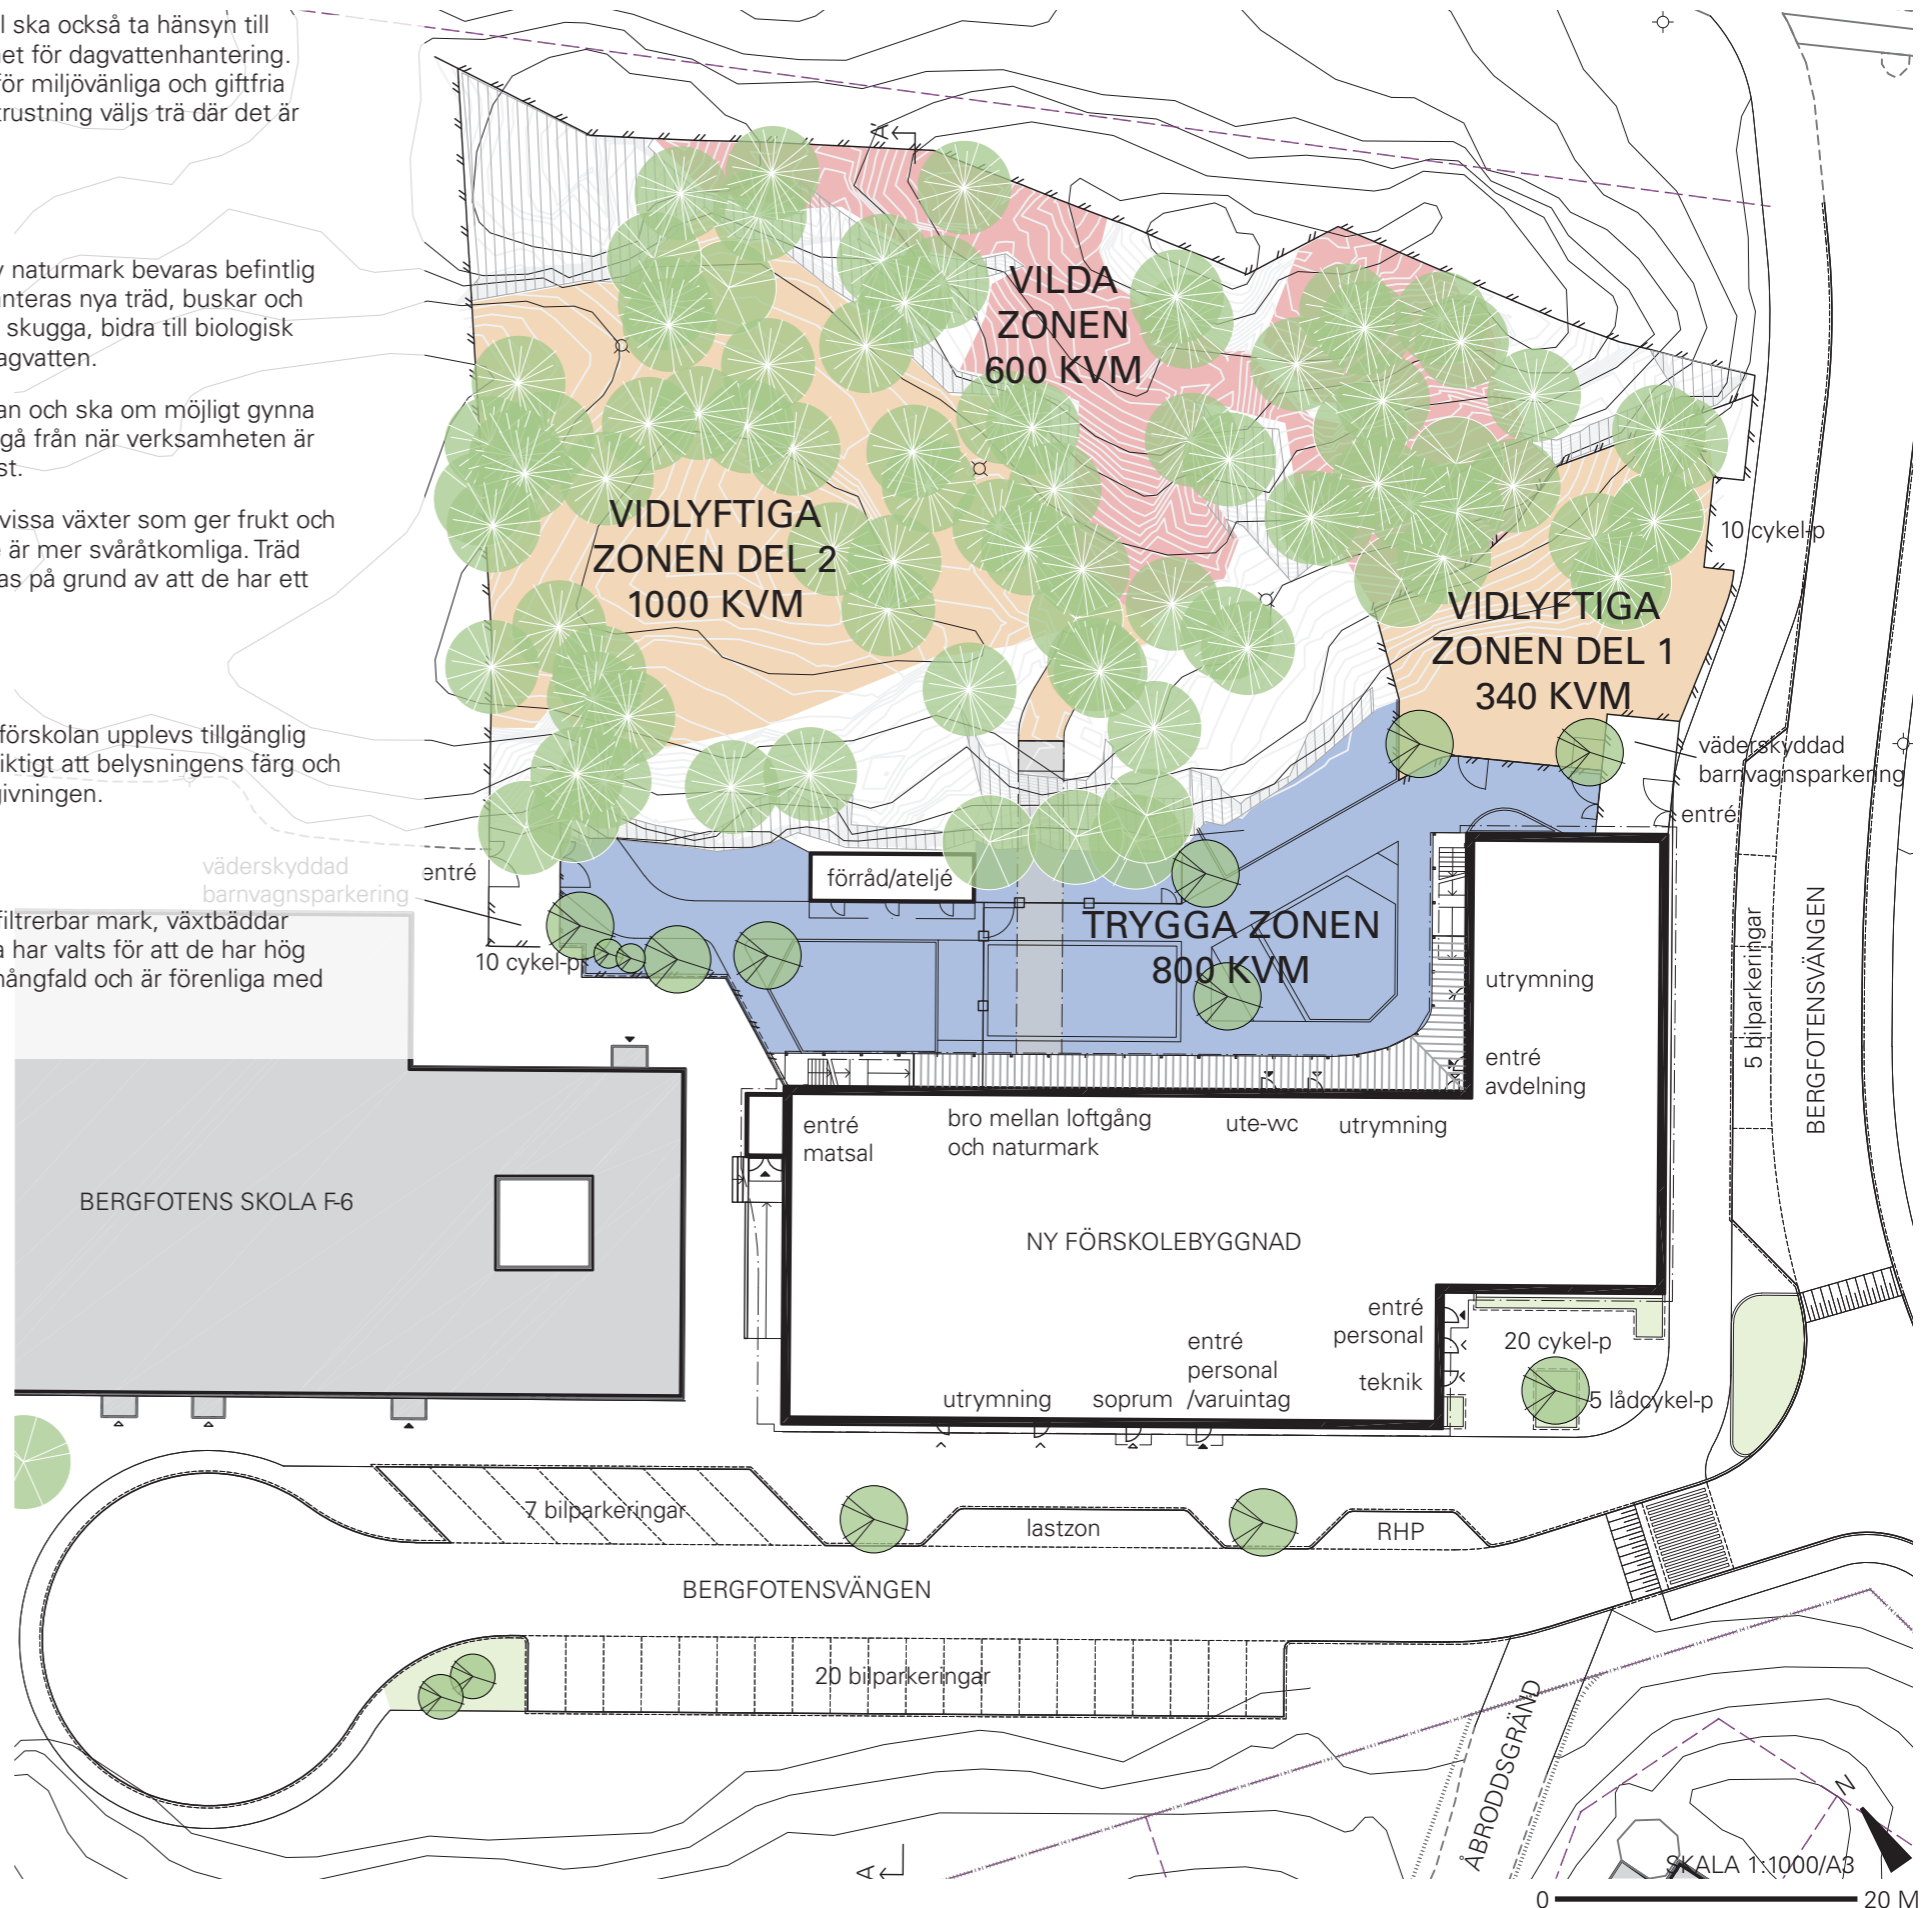 l ska också ta hänsyn till
et för dagvattenhantering.
för miljövänliga och giftfria
trustning väljs trä där det är
v naturmark bevaras befintlig
nteras nya träd, buskar och
skugga, bidra till biologisk
agvatten.
an och ska om möjligt gynna
gå från när verksamheten är
st.
vissa växter som ger frukt och
e är mer svåråtkomliga. Träd
as på grund av att de har ett
förskolan upplevs tillgänglig
iktigt att belysningens färg och
givningen.
filtrerbar mark, växtbäddar
a har valts för att de har hög
mångfald och är förenliga med
A
VILDA
ZONEN
600 KVM
VIDLYFTIGA
ZONEN DEL 2
1000 KVM
10 cykel-p
VIDLYFTIGA
ZONEN DEL 1
340 KVM
väderskyddad
barnvagnsparkering
entré
väderskyddad
barnvagnsparkering
entré
förråd/ateljé
10 cykel-p
TRYGGA ZONEN
800 KVM
utrymning
entré
avdelning
5 bilparkeringar
BERGFOTENSVÄNGEN
entré
matsal
bro mellan loftgång
och naturmark
ute-wc
utrymning
BERGFOTENS SKOLA F-6
NY FÖRSKOLEBYGGNAD
entré
personal
teknik
20 cykel-p
5 lådcykel-p
utrymning
soprum
entré
personal
/varuintag
7 bilparkeringar
lastzon
RHP
BERGFOTENSVÄNGEN
20 bilparkeringar
ÅBRODDSGRÄND
A
N
SKALA 1:1000/A3
0 20 M